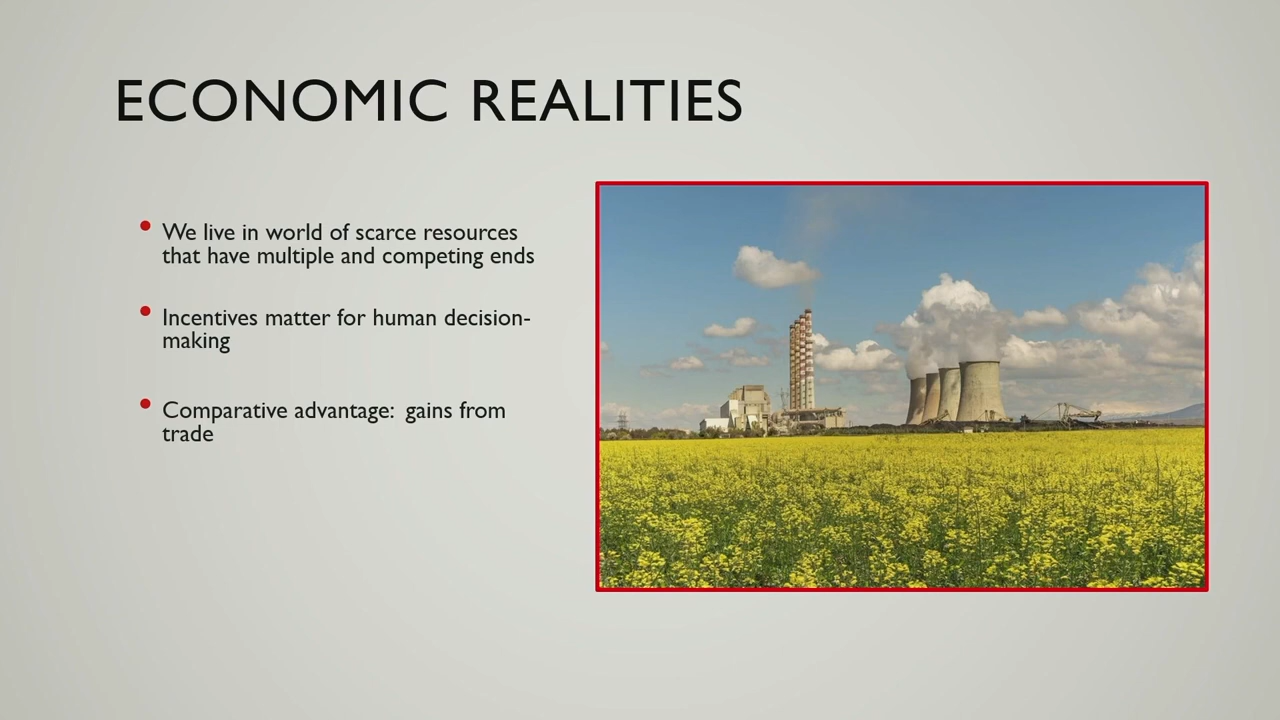 ECONOMIC REALITIES
• We live in world of scarce resources
that have multiple and competing ends
• Incentives matter for human decision-
making
• Comparative advantage:  gains from
trade